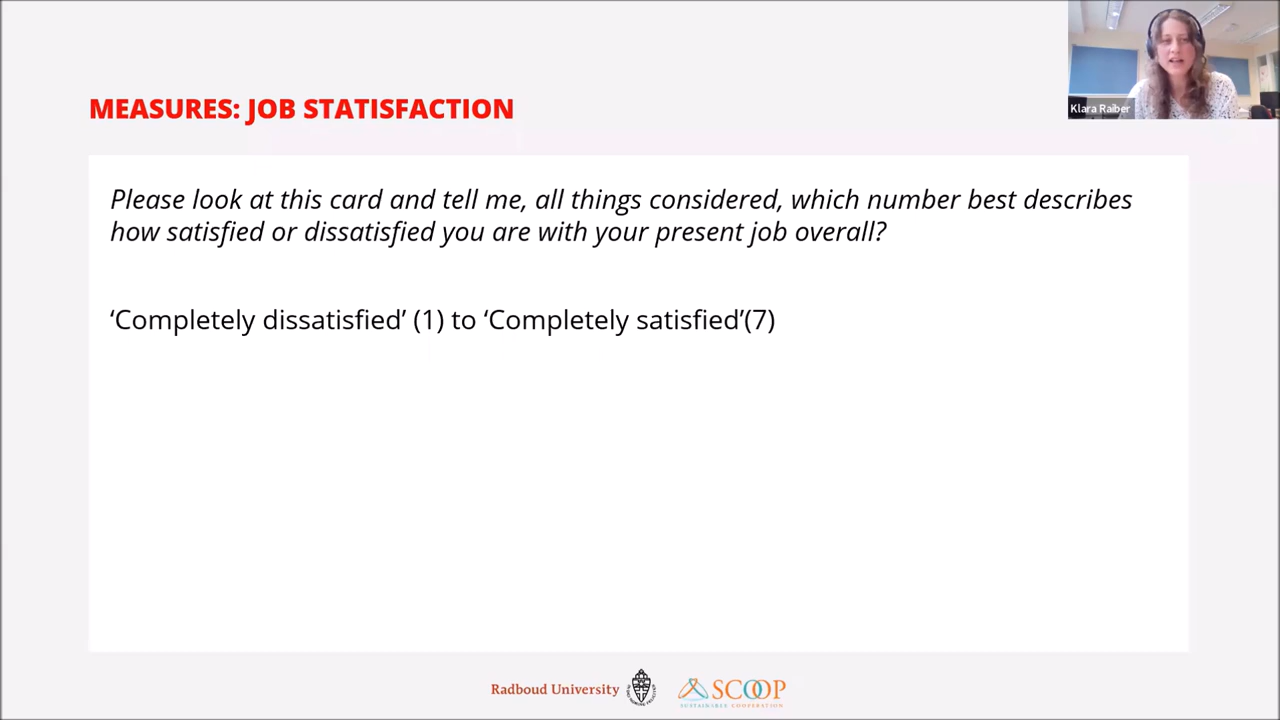 Klara Raiber
MEASURES: JOB STATISFACTION
Please look at this card and tell me, all things considered, which number best describes
how satisfied or dissatisfied you are with your present job overall?
‘Completely dissatisfied’ (1) to ‘Completely satisfied’(7)
Radboud University
SCOOP
SUSTAINABLE COOPERATION